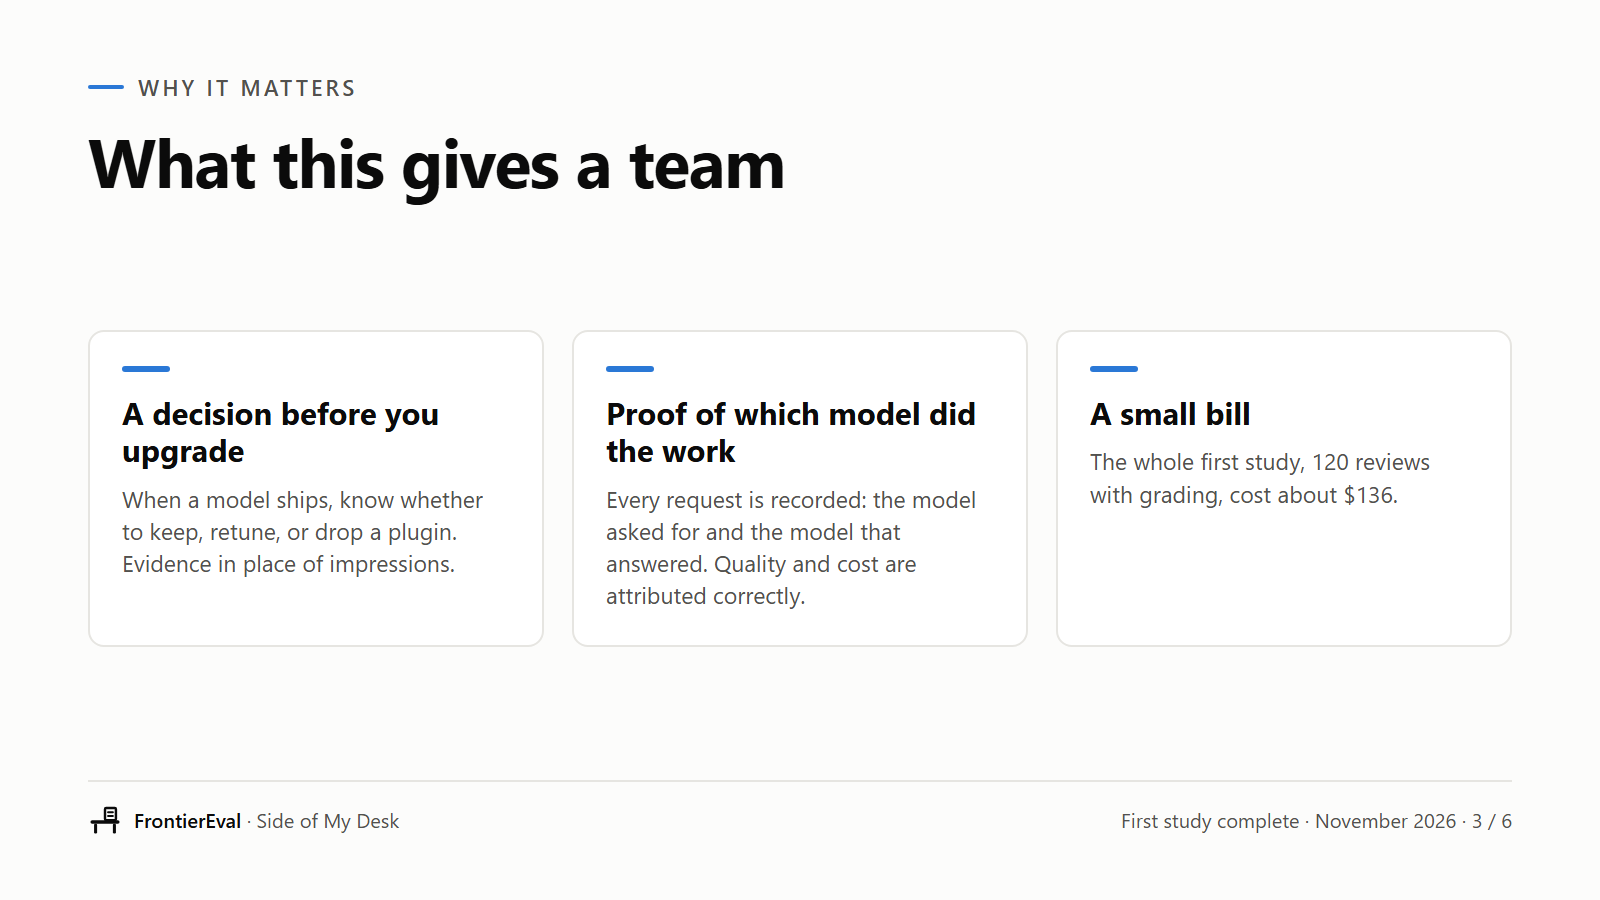 WHY IT MATTERS
What this gives a team
A decision before you
upgrade
When a model ships, know whether
to keep, retune, or drop a plugin.
Evidence in place of impressions.
Proof of which model did
the work
Every request is recorded: the model
asked for and the model that
answered. Quality and cost are
attributed correctly.
A small bill
The whole first study, 120 reviews
with grading, cost about $136.
FrontierEval · Side of My Desk
First study complete · November 2026 · 3 / 6